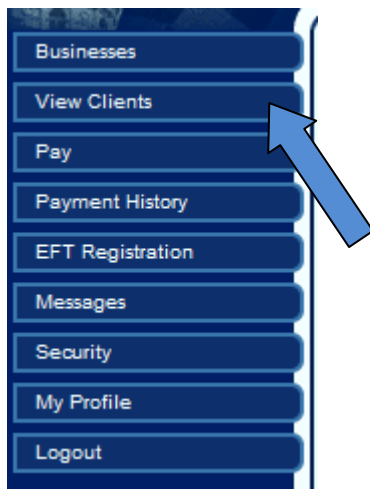 Businesses
View Clients
Pay
Payment History
EFT Registration
Messages
Security
My Profile
Logout